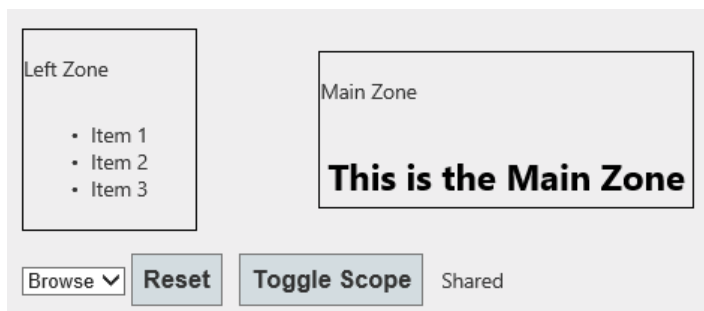 Left Zone
• Item 1
• Item 2
• Item 3
Main Zone
This is the Main Zone
Browse Reset Toggle Scope Shared